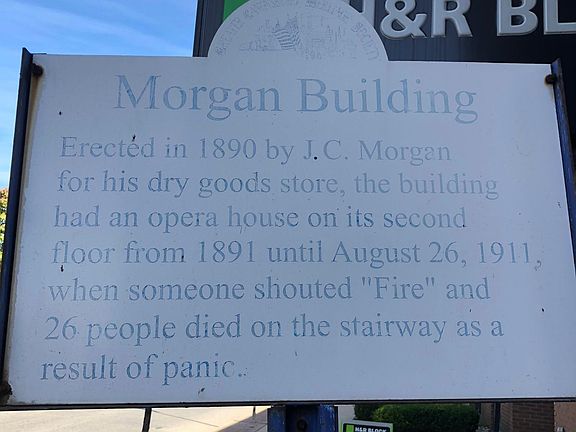 H&R BL
Morgan Building
Erected in 1890 by J.C. Morgan
for his dry goods store, the building
had an opera house on its second
floor from 1891 until August 26, 1911,
when someone shouted "Fire" and
26 people died on the stairway as a
result of panic.
H&R BLOCK